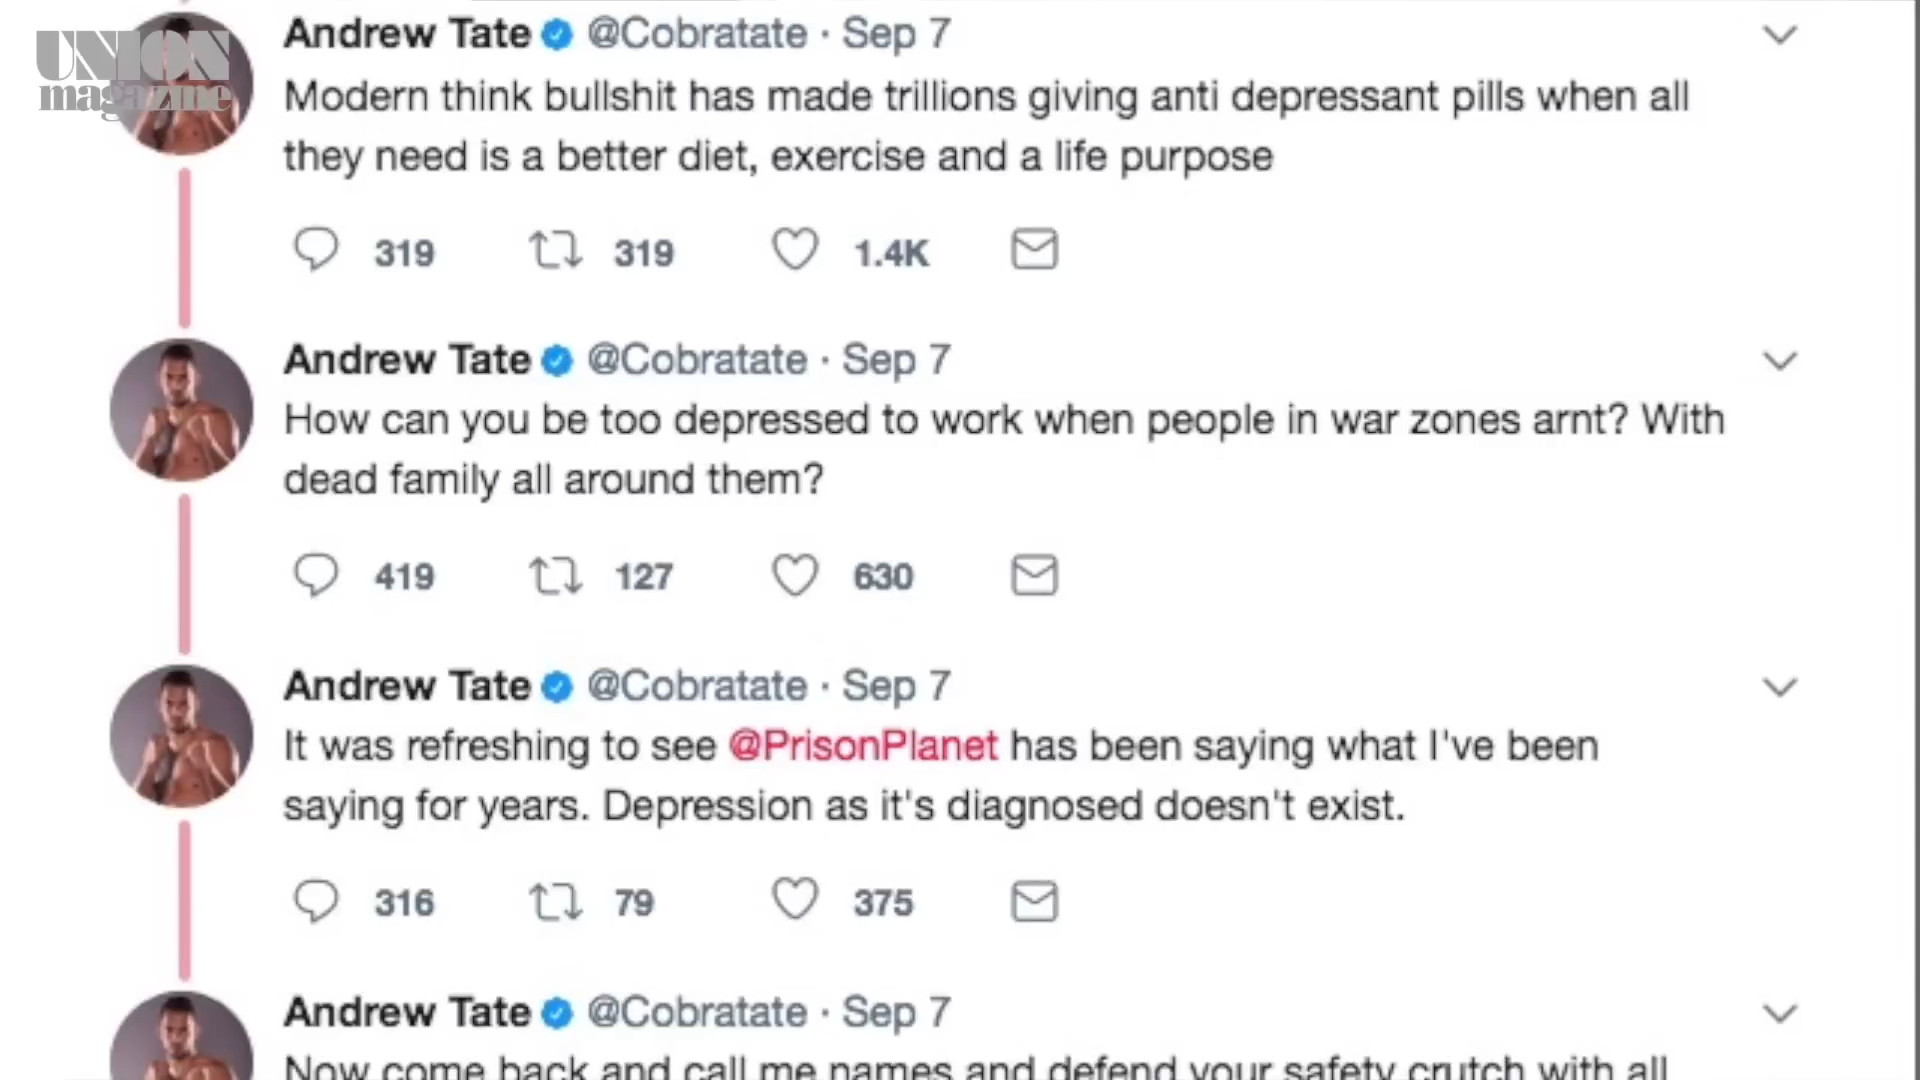 UNION
magazine
Andrew Tate @Cobratate · Sep 7
Modern think bullshit has made trillions giving anti depressant pills when all
they need is a better diet, exercise and a life purpose
319 319 1.4K
Andrew Tate @Cobratate · Sep 7
How can you be too depressed to work when people in war zones arnt? With
dead family all around them?
419 127 630
Andrew Tate @Cobratate · Sep 7
It was refreshing to see @PrisonPlanet has been saying what I've been
saying for years. Depression as it's diagnosed doesn't exist.
316 79 375
Andrew Tate @Cobratate · Sep 7
Now come back and call me names and defend your safety crutch with all